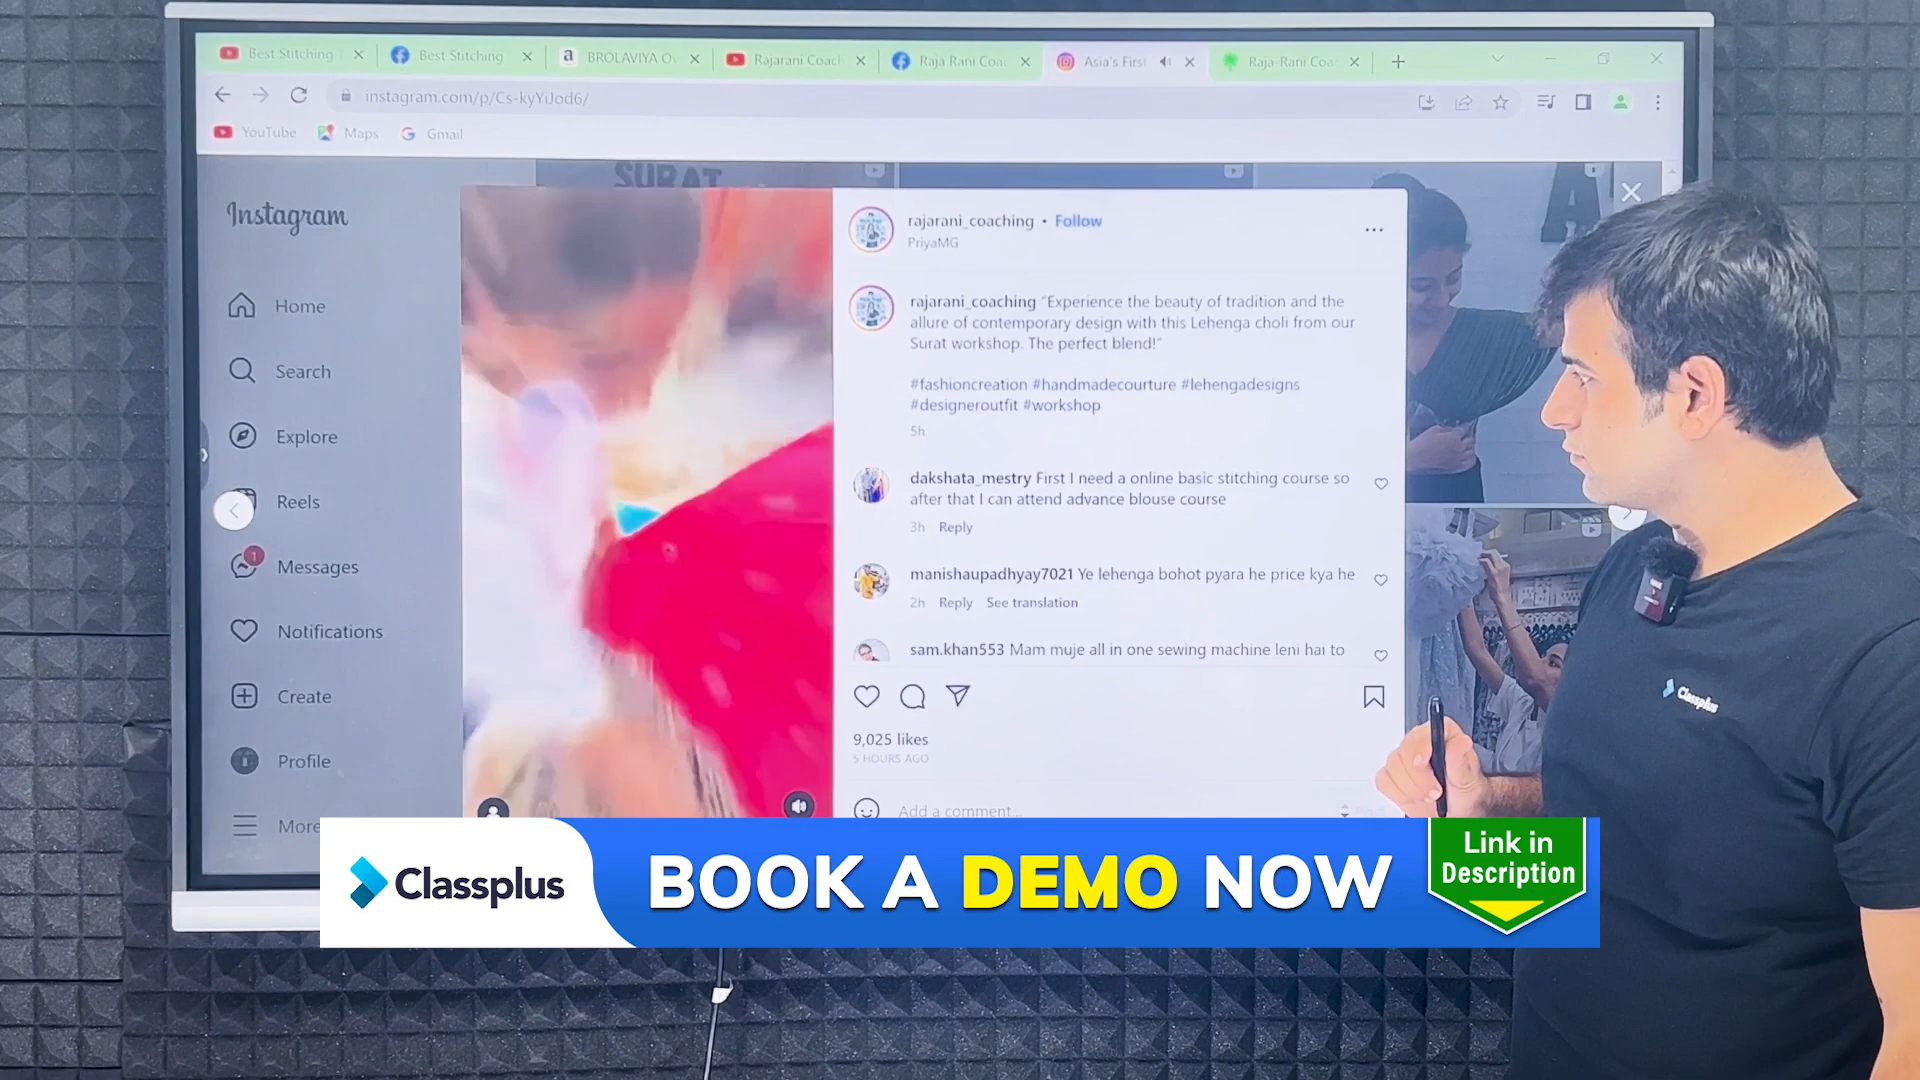 Best Stitching
Best Stitching
a
BROLAVIYA O
Rajarani Coach
Raja Rani Coac
Asia's First
Raja-Rani Coac
instagram.com/p/Cs-kyYiJod6/
YouTube
Maps
Gmail
SURAT
A
Instagram
Home
Search
Explore
Reels
1
Messages
Notifications
Create
Profile
More
rajarani_coaching • Follow
PriyaMG
rajarani_coaching "Experience the beauty of tradition and the
allure of contemporary design with this Lehenga choli from our
Surat workshop. The perfect blend!"
#fashioncreation #handmadecourture #lehengadesigns
#designeroutfit #workshop
5h
dakshata_mestry First I need a online basic stitching course so
after that I can attend advance blouse course
3h Reply
manishaupadhyay7021 Ye lehenga bohot pyara he price kya he
2h Reply See translation
sam.khan553 Mam muje all in one sewing machine leni hai to
9,025 likes
5 HOURS AGO
Add a comment...
Classplus
Classplus
BOOK A DEMO NOW
Link in
Description